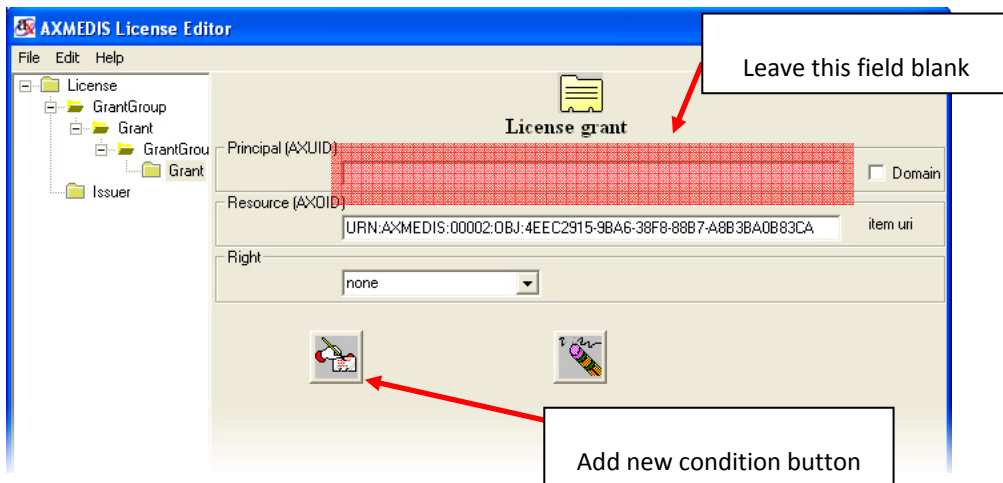 AXMEDIS License Editor
File Edit Help
Leave this field blank
License
GrantGroup
Grant
GrantGrou
Grant
Issuer
License grant
Principal (AXUID)
Domain
Resource (AXOID)
URN:AXMEDIS:00002:OBJ:4EEC2915-9BA6-38F8-88B7-A8B3BA0B83CA
item uri
Right
none
Add new condition button